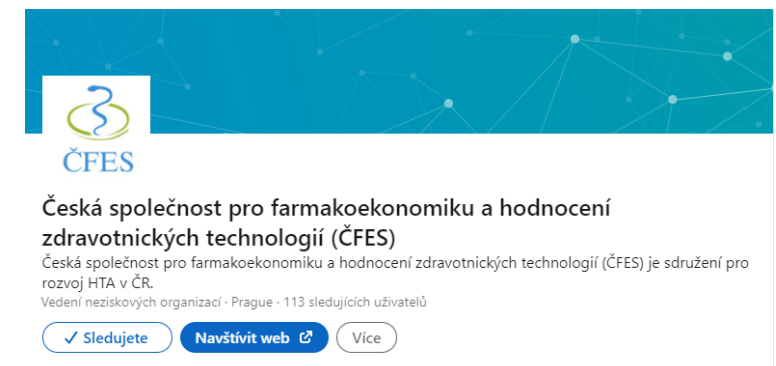 ČFES
Česká společnost pro farmakoekonomiku a hodnocení
zdravotnických technologií (ČFES)
Česká společnost pro farmakoekonomiku a hodnocení zdravotnických technologií (ČFES) je sdružení pro
rozvoj HTA v ČR.
Vedení neziskových organizací · Prague · 113 sledujících uživatelů
✓ Sledujete Navštívit web Více